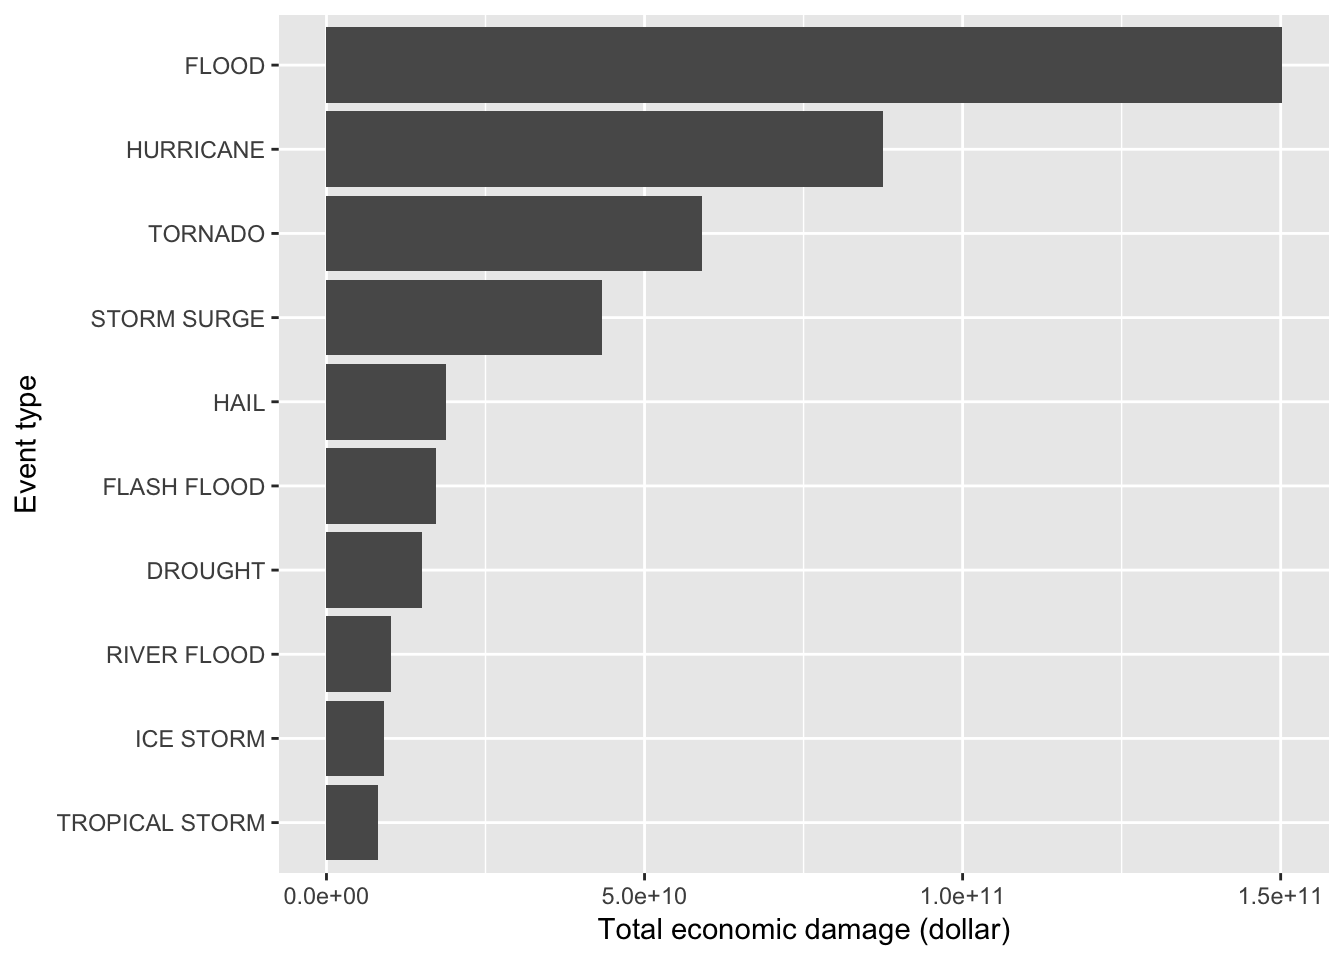 FLOOD
HURRICANE
TORNADO
STORM SURGE
HAIL
FLASH FLOOD
DROUGHT
RIVER FLOOD
ICE STORM
TROPICAL STORM
Event type
0.0e+00 5.0e+10 1.0e+11 1.5e+11
Total economic damage (dollar)